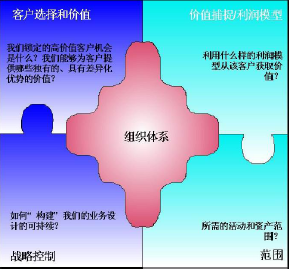 客户选择和价值
价值捕捉/利润模型
我们锁定的高价值客户机会
是什么？我们能够为客户提
供哪些独有的、具有差异化
优势的价值？
利用什么样的利润模
型从该客户获取价
值？
组织体系
如何“构建”我们的业务设
计的可持续？
所需的活动和资产范
围？
战略控制
范围